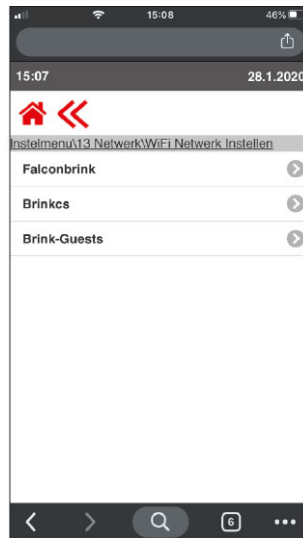 15:08
46%
15:07 28.1.2020
Instelmenu\13 Netwerk\WiFi Netwerk Instellen
Falconbrink
Brinkcs
Brink-Guests
6